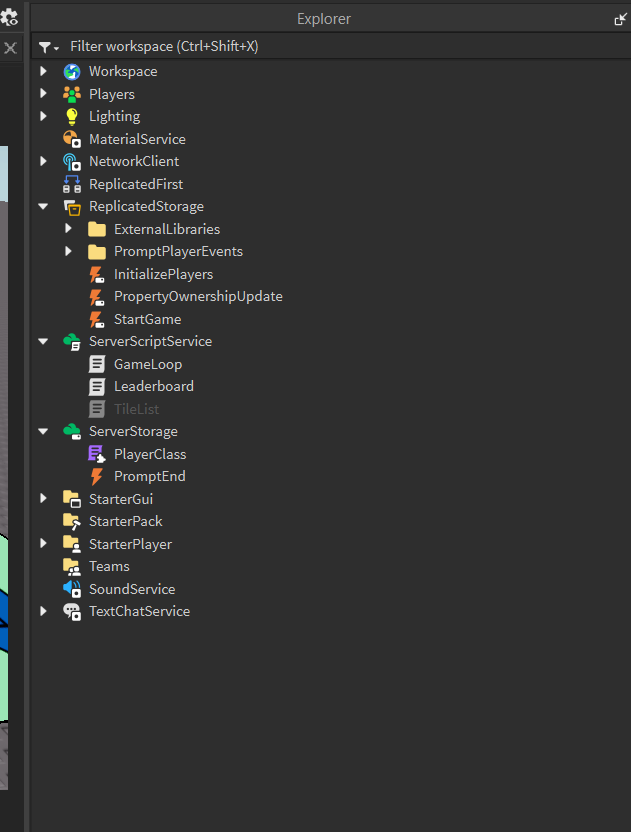 Explorer
Filter workspace (Ctrl+Shift+X)
Workspace
Players
Lighting
MaterialService
NetworkClient
ReplicatedFirst
ReplicatedStorage
ExternalLibraries
PromptPlayerEvents
InitializePlayers
PropertyOwnershipUpdate
StartGame
ServerScriptService
GameLoop
Leaderboard
TileList
ServerStorage
PlayerClass
PromptEnd
StarterGui
StarterPack
StarterPlayer
Teams
SoundService
TextChatService